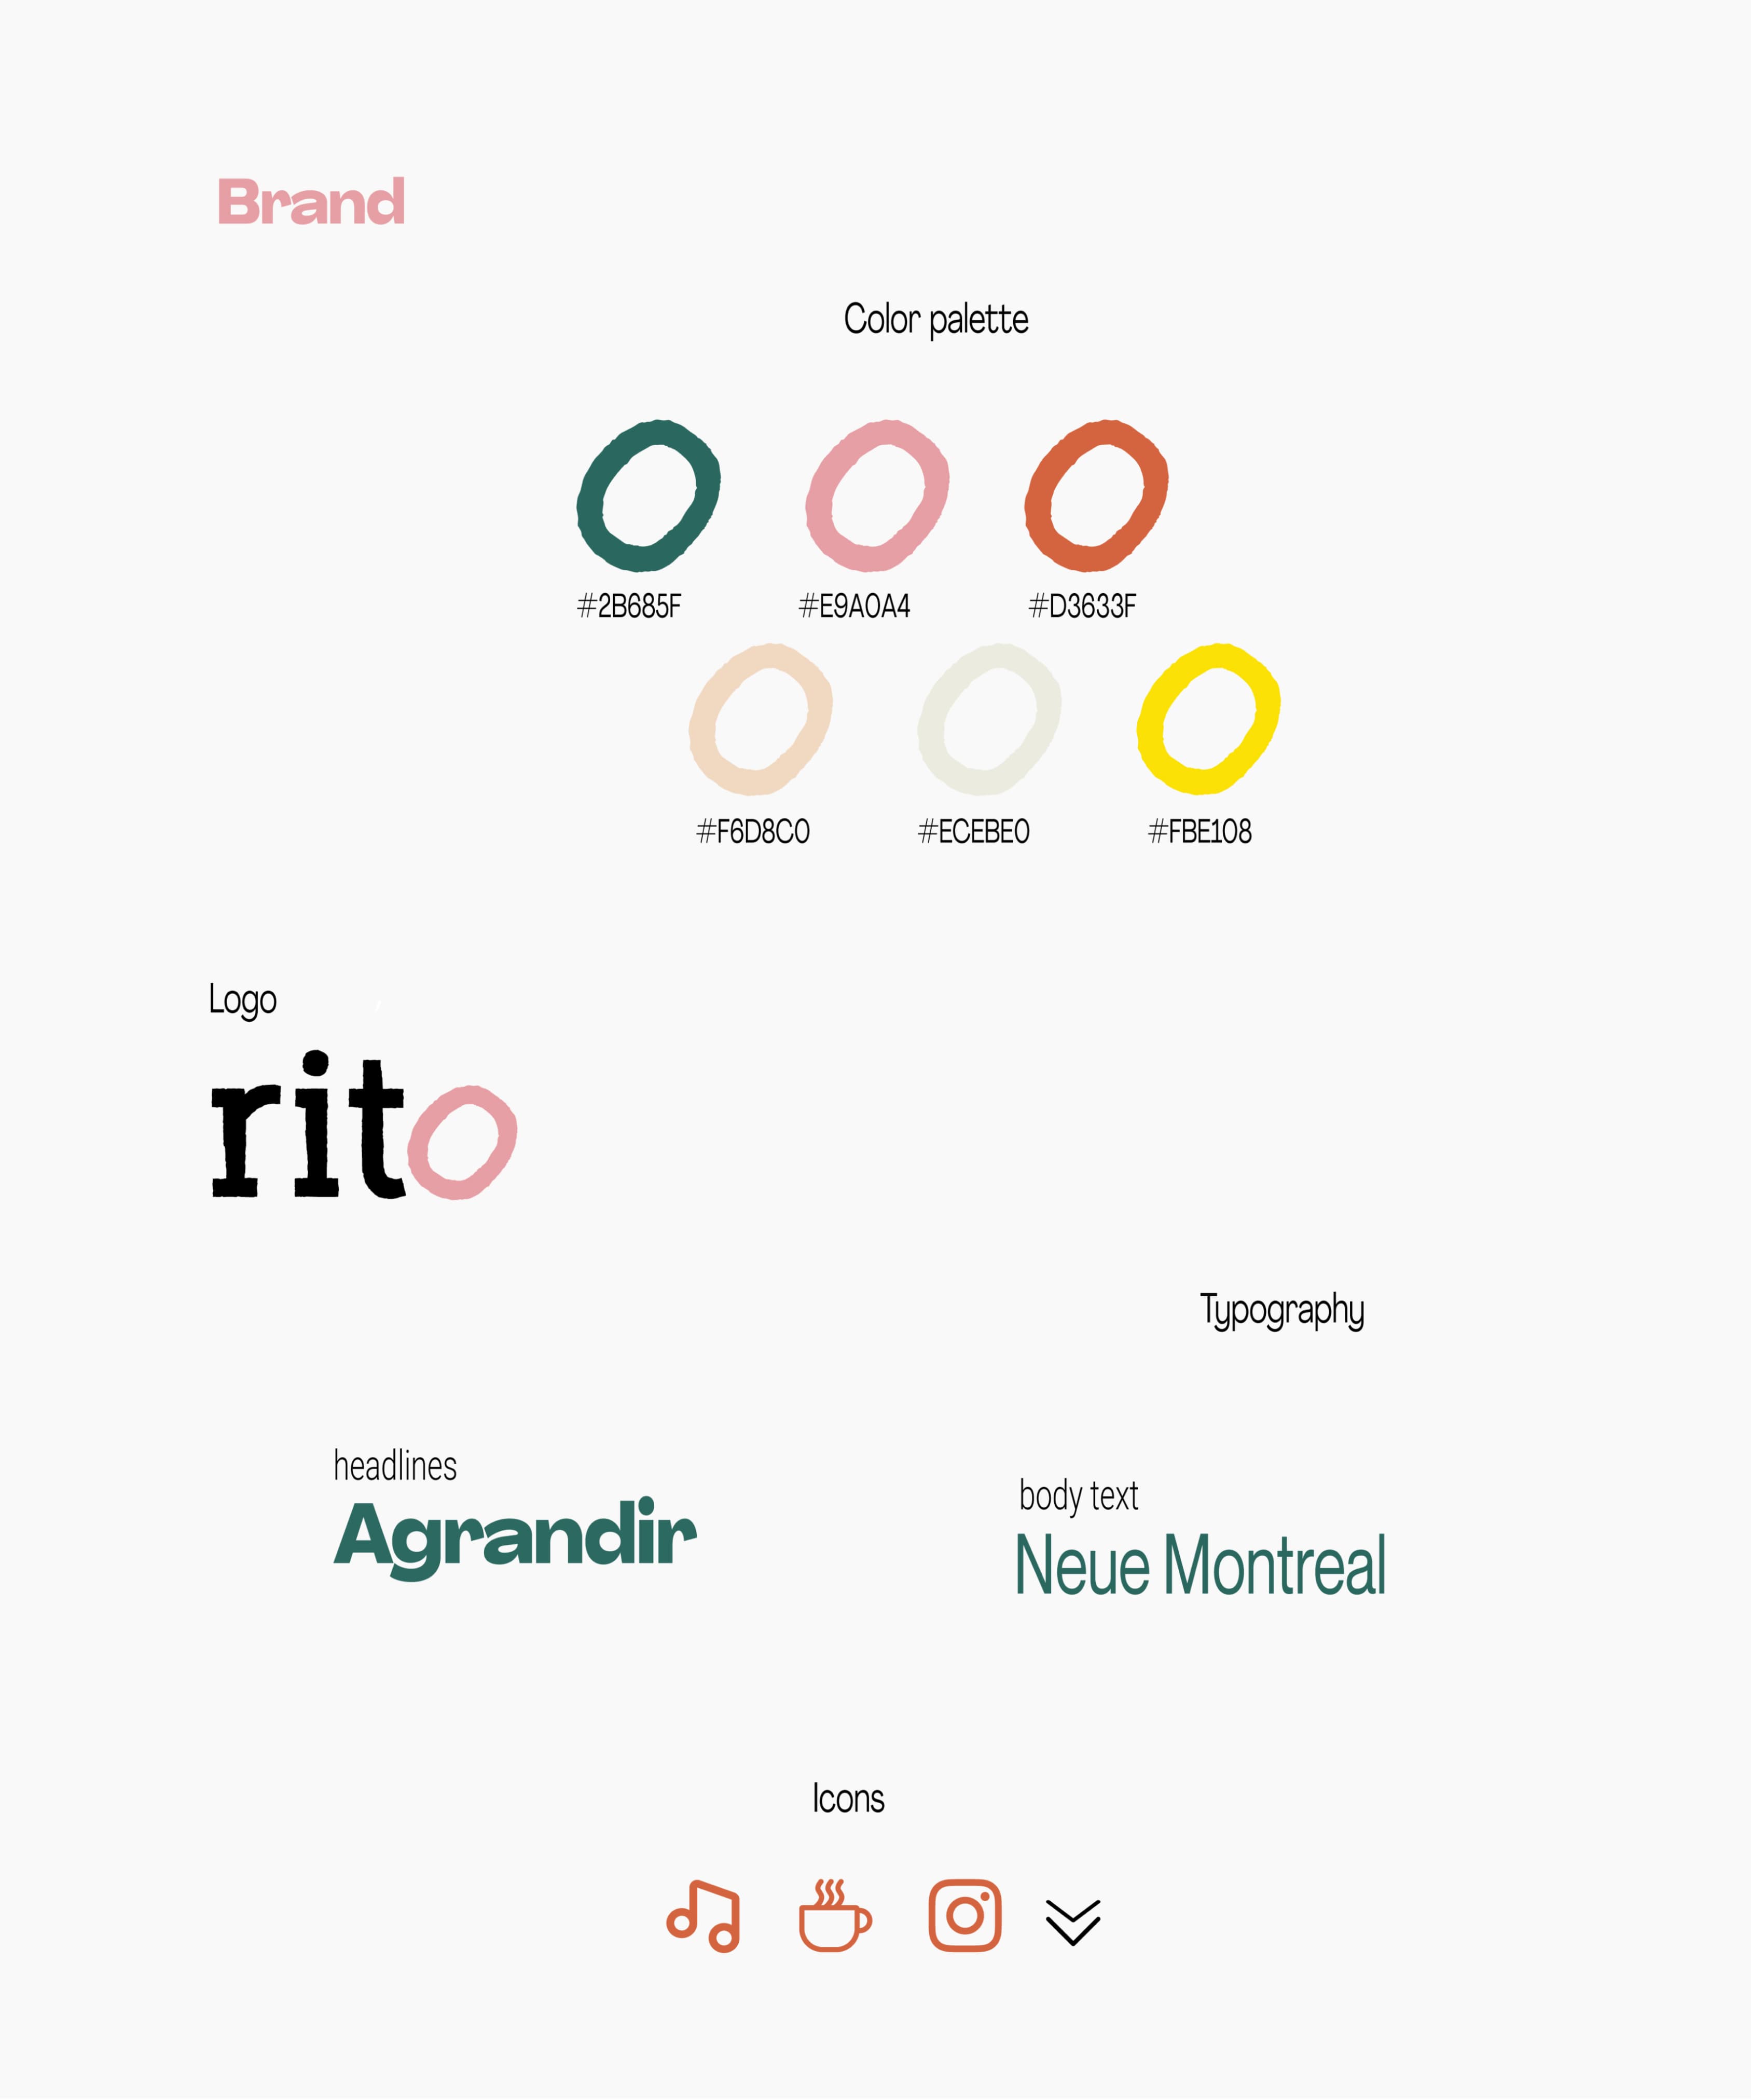 Brand
Color palette
#2B685F #E9A0A4 #D3633F
#F6D8C0 #ECEBE0 #FBE108
Logo
rito
Typography
headlines
Agrandir
body text
Neue Montreal
Icons